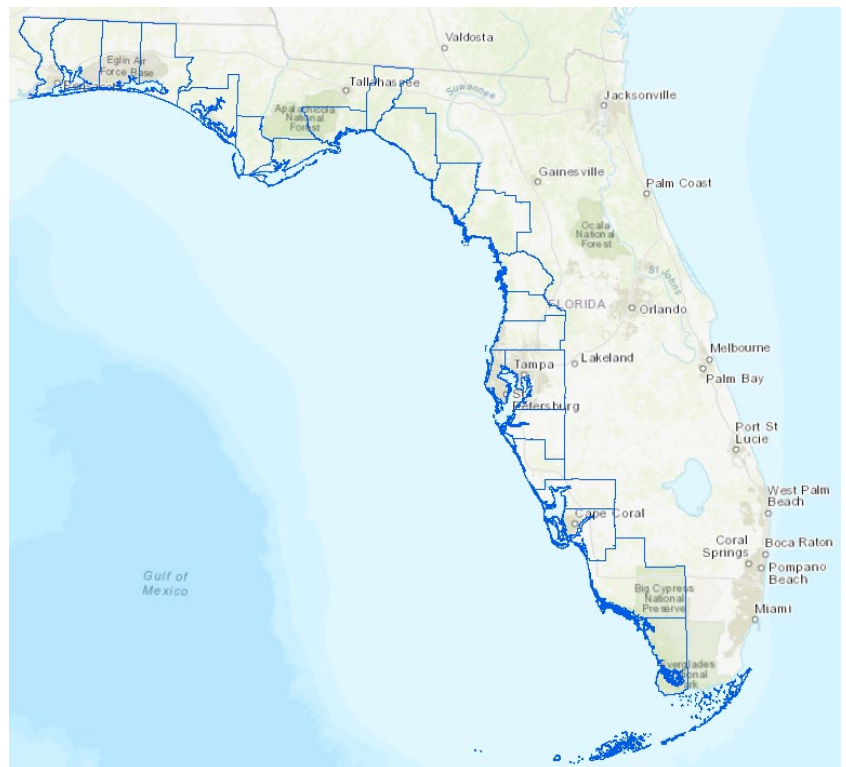 Valdosta
Eglin Air
Force Base
Tallahassee
Suwannee
Jacksonville
Apalachicola
National
Forest
Gainesville
Palm Coast
Ocala
National
Forest
St Johns
FLORIDA
Orlando
Melbourne
Lakeland
Tampa
Palm Bay
St
Petersburg
Port St
Lucie
West Palm
Beach
Cape Coral
Coral
Springs
Boca Raton
Pompano
Beach
Gulf of
Mexico
Big Cypress
National
Preserve
Miami
Everglades